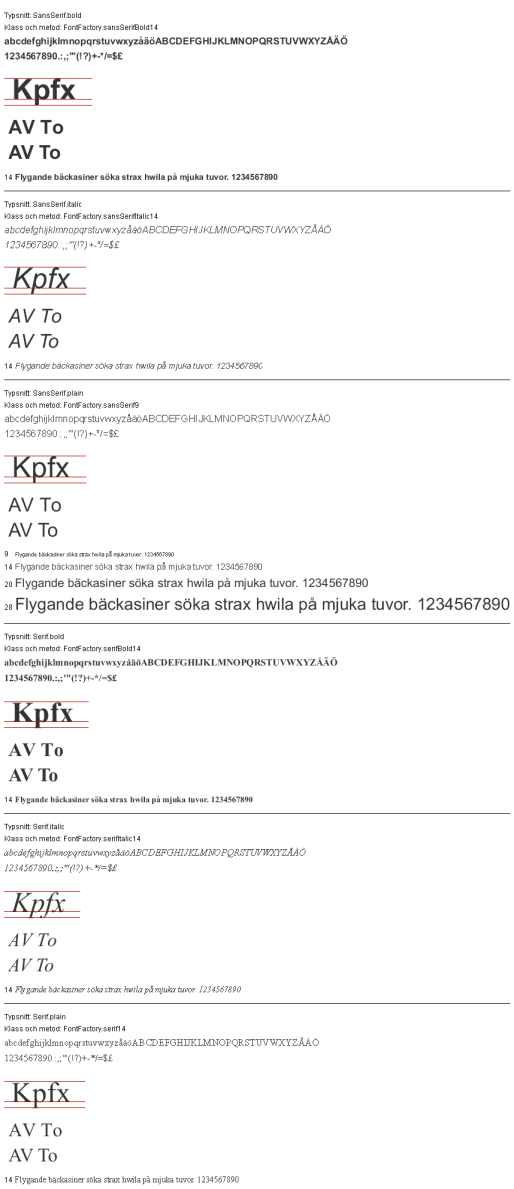 Typsnitt: SansSerif.bold
Klass och metod: FontFactory.sansSerifBold14
abcdefghijklmnopqrstuvwxyzåäöABCDEFGHIJKLMNOPQRSTUVWXYZÅÄÖ
1234567890.:,;'"(!?)+-*/=$£
Kpfx
AV To
AV To
14 Flygande bäckasiner söka strax hwila på mjuka tuvor. 1234567890
Typsnitt: SansSerif.italic
Klass och metod: FontFactory.sansSerifItalic14
abcdefghijklmnopqrstuvwxyzåäöABCDEFGHIJKLMNOPQRSTUVWXYZÅÄÖ
1234567890.:,;'"(!?)+-*/=$£
Kpfx
AV To
AV To
14 Flygande bäckasiner söka strax hwila på mjuka tuvor. 1234567890
Typsnitt: SansSerif.plain
Klass och metod: FontFactory.sansSerif9
abcdefghijklmnopqrstuvwxyzåäöABCDEFGHIJKLMNOPQRSTUVWXYZÅÄÖ
1234567890.:,;'"(!?)+-*/=$£
Kpfx
AV To
AV To
9 Flygande bäckasiner söka strax hwila på mjuka tuvor. 1234567890
14 Flygande bäckasiner söka strax hwila på mjuka tuvor. 1234567890
20 Flygande bäckasiner söka strax hwila på mjuka tuvor. 1234567890
28 Flygande bäckasiner söka strax hwila på mjuka tuvor. 1234567890
Typsnitt: Serif.bold
Klass och metod: FontFactory.serifBold14
abcdefghijklmnopqrstuvwxyzåäöABCDEFGHIJKLMNOPQRSTUVWXYZÅÄÖ
1234567890.:,;'"(!?)+-*/=$£
Kpfx
AV To
AV To
14 Flygande bäckasiner söka strax hwila på mjuka tuvor. 1234567890
Typsnitt: Serif.italic
Klass och metod: FontFactory.serifItalic14
abcdefghijklmnopqrstuvwxyzåäöABCDEFGHIJKLMNOPQRSTUVWXYZÅÄÖ
1234567890.:,;'"(!?)+-*/=$£
Kpfx
AV To
AV To
14 Flygande bäckasiner söka strax hwila på mjuka tuvor. 1234567890
Typsnitt: Serif.plain
Klass och metod: FontFactory.serif14
abcdefghijklmnopqrstuvwxyzåäöABCDEFGHIJKLMNOPQRSTUVWXYZÅÄÖ
1234567890.:,;'"(!?)+-*/=$£
Kpfx
AV To
AV To
14 Flygande bäckasiner söka strax hwila på mjuka tuvor. 1234567890